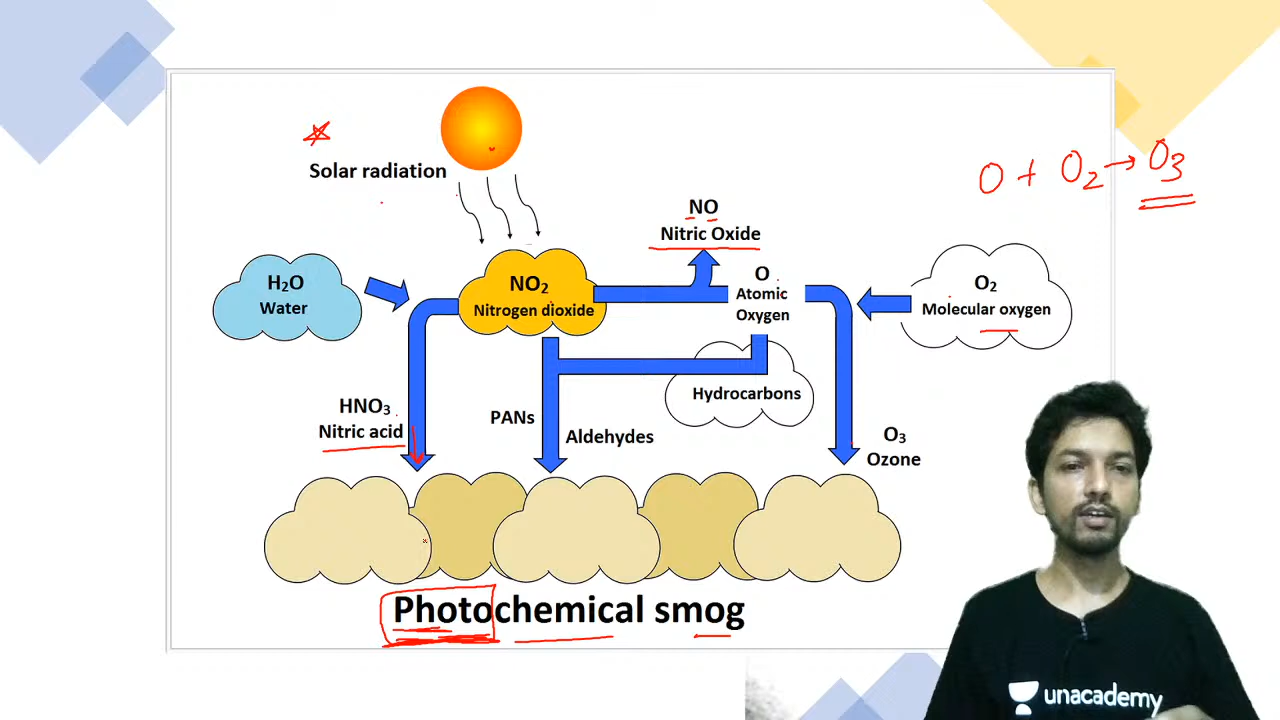 Solar radiation
O + O₂ → O₃
NO
Nitric Oxide
H₂O
Water
NO₂
Nitrogen dioxide
O
Atomic
Oxygen
O₂
Molecular oxygen
Hydrocarbons
HNO₃
Nitric acid
PANs
Aldehydes
O₃
Ozone
Photochemical smog
unacademy